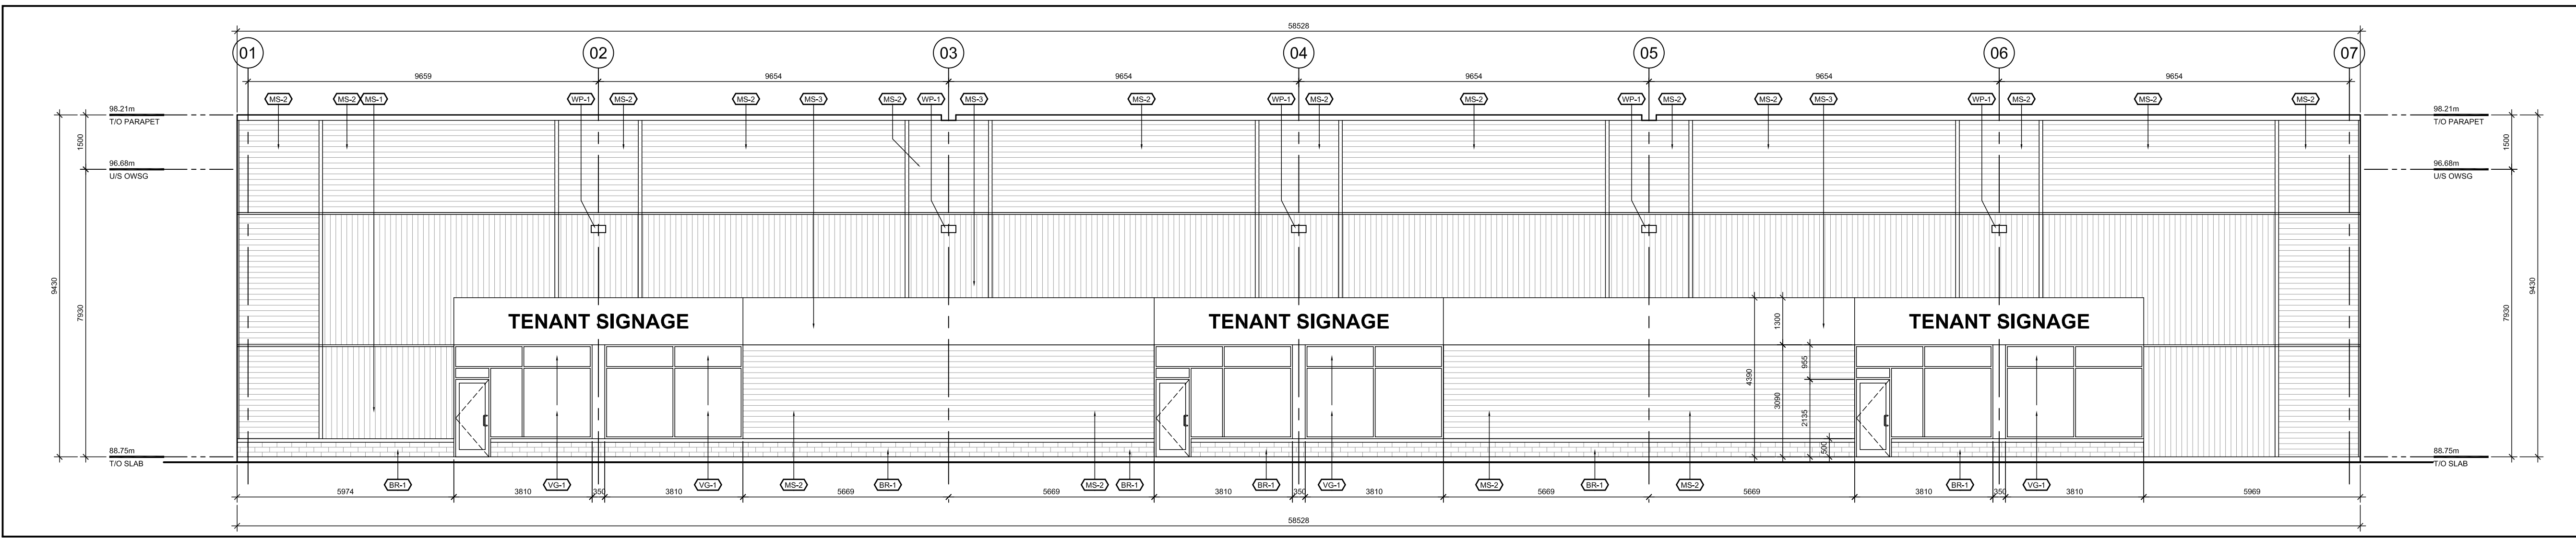 58528
01 02 03 04 05 06 07
9659 9654 9654 9654 9654 9654
MS-2 MS-2 MS-1 WP-1 MS-2 MS-2 MS-3 MS-2 WP-1 MS-3 MS-2 WP-1 MS-2 MS-2 WP-1 MS-2 MS-2 MS-3 WP-1 MS-2 MS-2 MS-2
98.21m 98.21m
T/O PARAPET T/O PARAPET
1500 1500
96.68m 96.68m
U/S OWSG U/S OWSG
9430 7930 7930 9430
TENANT SIGNAGE TENANT SIGNAGE TENANT SIGNAGE
1300
955
4390 3090
2135
500
88.75m 88.75m
T/O SLAB T/O SLAB
BR-1 VG-1 VG-1 MS-2 BR-1 MS-2 BR-1 BR-1 VG-1 MS-2 BR-1 MS-2 BR-1 VG-1
5974 3810 350 3810 5669 5669 3810 350 3810 5669 5669 3810 350 3810 5969
58528